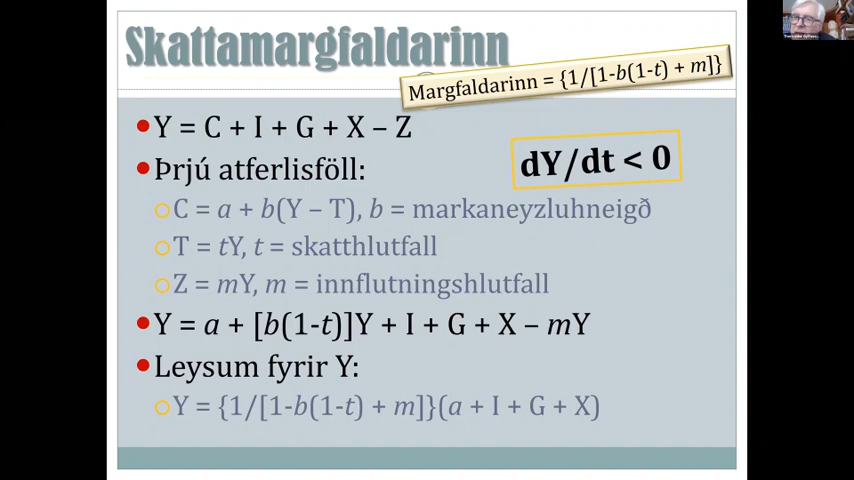 Skattamargfaldarinn
Margfaldarinn = {1/[1-b(1-t) + m]}
Y = C + I + G + X – Z
dY/dt < 0
Þrjú atferlisföll:
C = a + b(Y – T), b = markaneyzluhneigð
T = tY, t = skatthlutfall
Z = mY, m = innflutningshlutfall
Y = a + [b(1-t)]Y + I + G + X – mY
Leysum fyrir Y:
Y = {1/[1-b(1-t) + m]}(a + I + G + X)